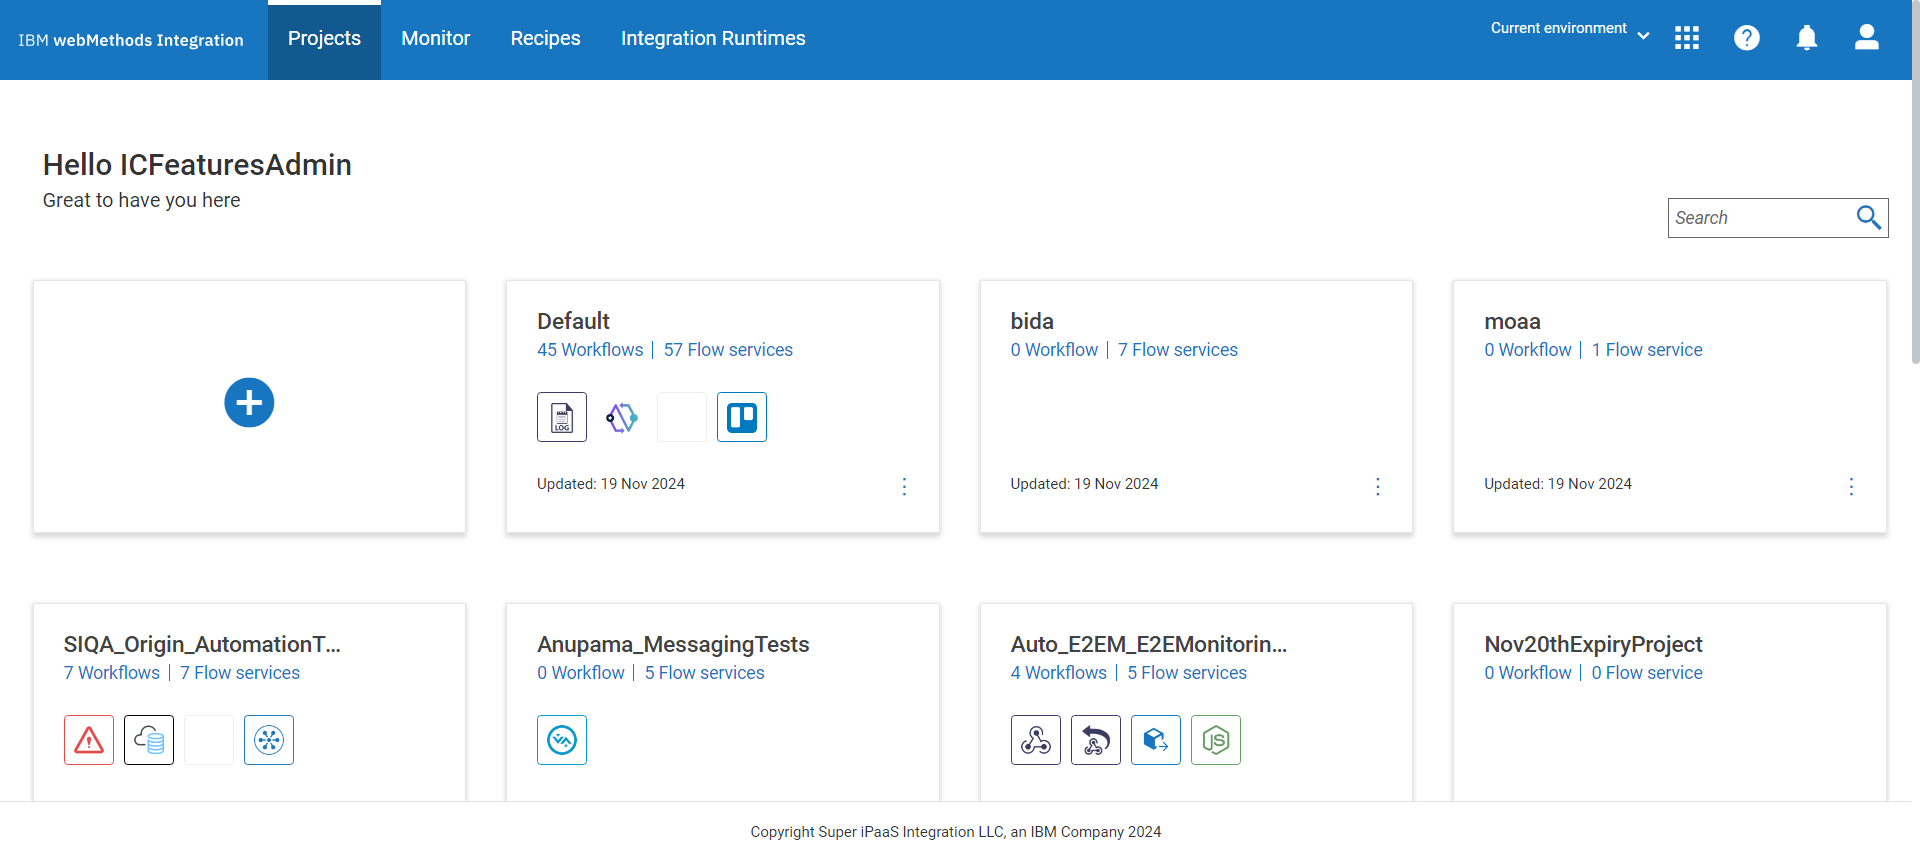 IBM webMethods Integration
Projects
Monitor
Recipes
Integration Runtimes
Current environment
Hello ICFeaturesAdmin
Great to have you here
Search
Default
45 Workflows | 57 Flow services
LOG
Updated: 19 Nov 2024
bida
0 Workflow | 7 Flow services
Updated: 19 Nov 2024
moaa
0 Workflow | 1 Flow service
Updated: 19 Nov 2024
SIQA_Origin_AutomationT...
7 Workflows | 7 Flow services
Anupama_MessagingTests
0 Workflow | 5 Flow services
Auto_E2EM_E2EMonitorin...
4 Workflows | 5 Flow services
JS
Nov20thExpiryProject
0 Workflow | 0 Flow service
Copyright Super iPaaS Integration LLC, an IBM Company 2024